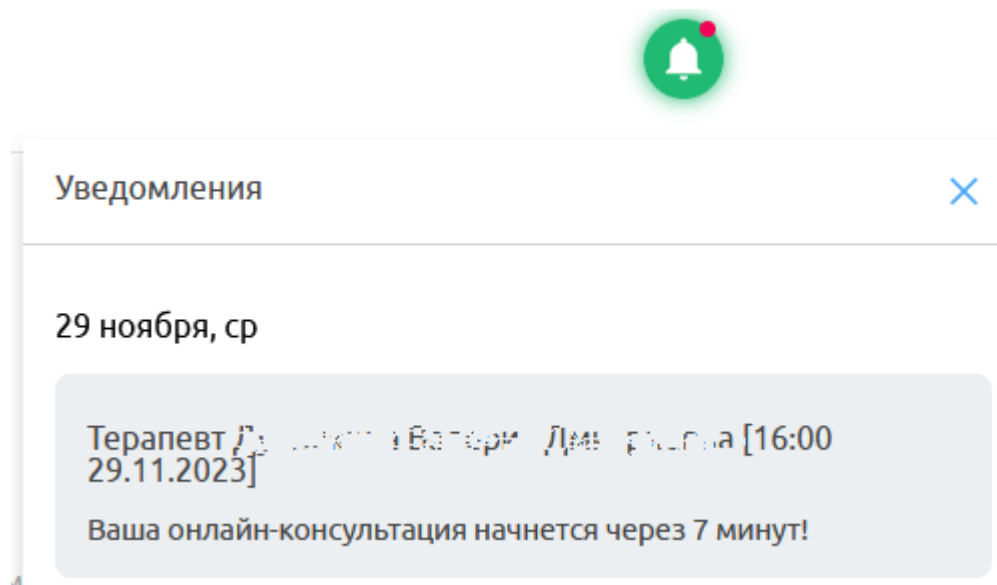 Уведомления
29 ноября, ср
Терапевт [16:00
29.11.2023]
Ваша онлайн-консультация начнется через 7 минут!